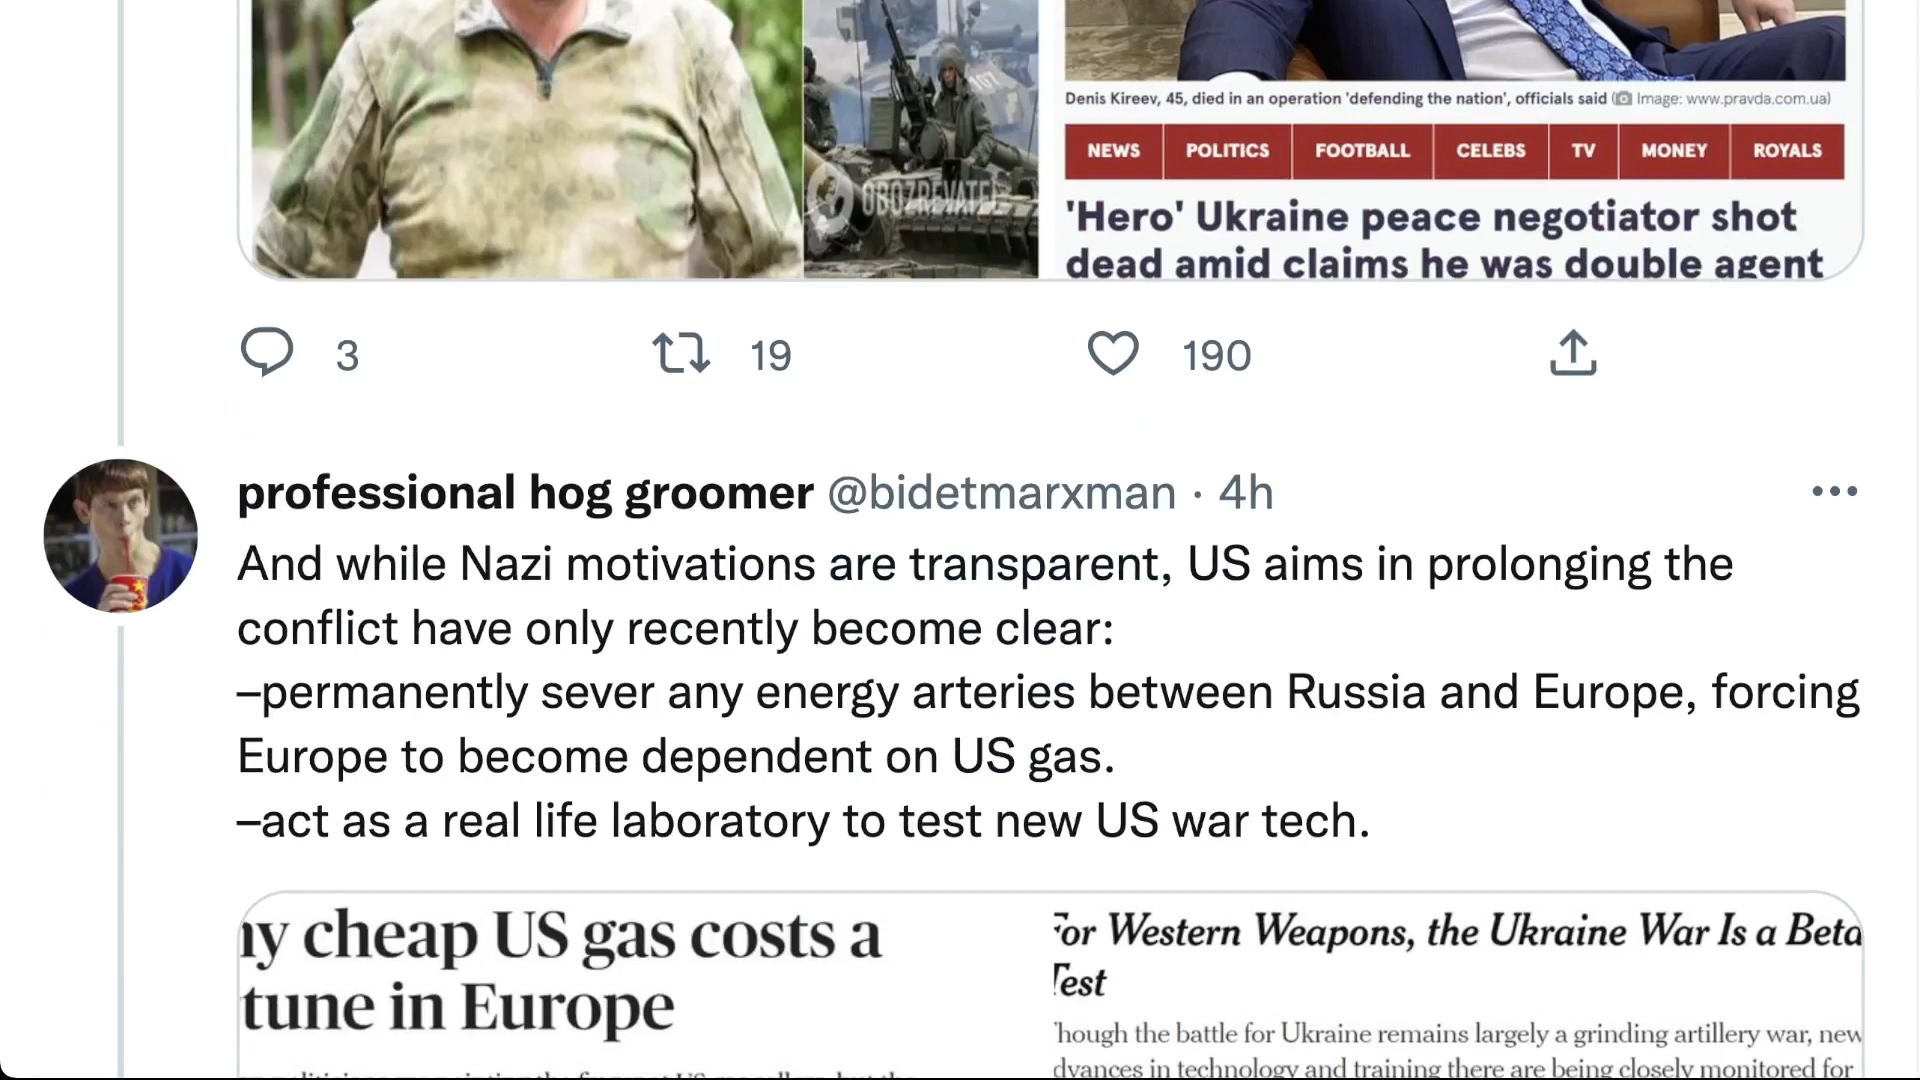 107
OBOZREVATEL
Denis Kireev, 45, died in an operation 'defending the nation', officials said (Image: www.pravda.com.ua)
NEWS POLITICS FOOTBALL CELEBS TV MONEY ROYALS
'Hero' Ukraine peace negotiator shot
dead amid claims he was double agent
3 19 190
professional hog groomer @bidetmarxman · 4h
And while Nazi motivations are transparent, US aims in prolonging the
conflict have only recently become clear:
–permanently sever any energy arteries between Russia and Europe, forcing
Europe to become dependent on US gas.
–act as a real life laboratory to test new US war tech.
hy cheap US gas costs a
tune in Europe
For Western Weapons, the Ukraine War Is a Beta
Test
Though the battle for Ukraine remains largely a grinding artillery war, new
dvances in technology and training there are being closely monitored for